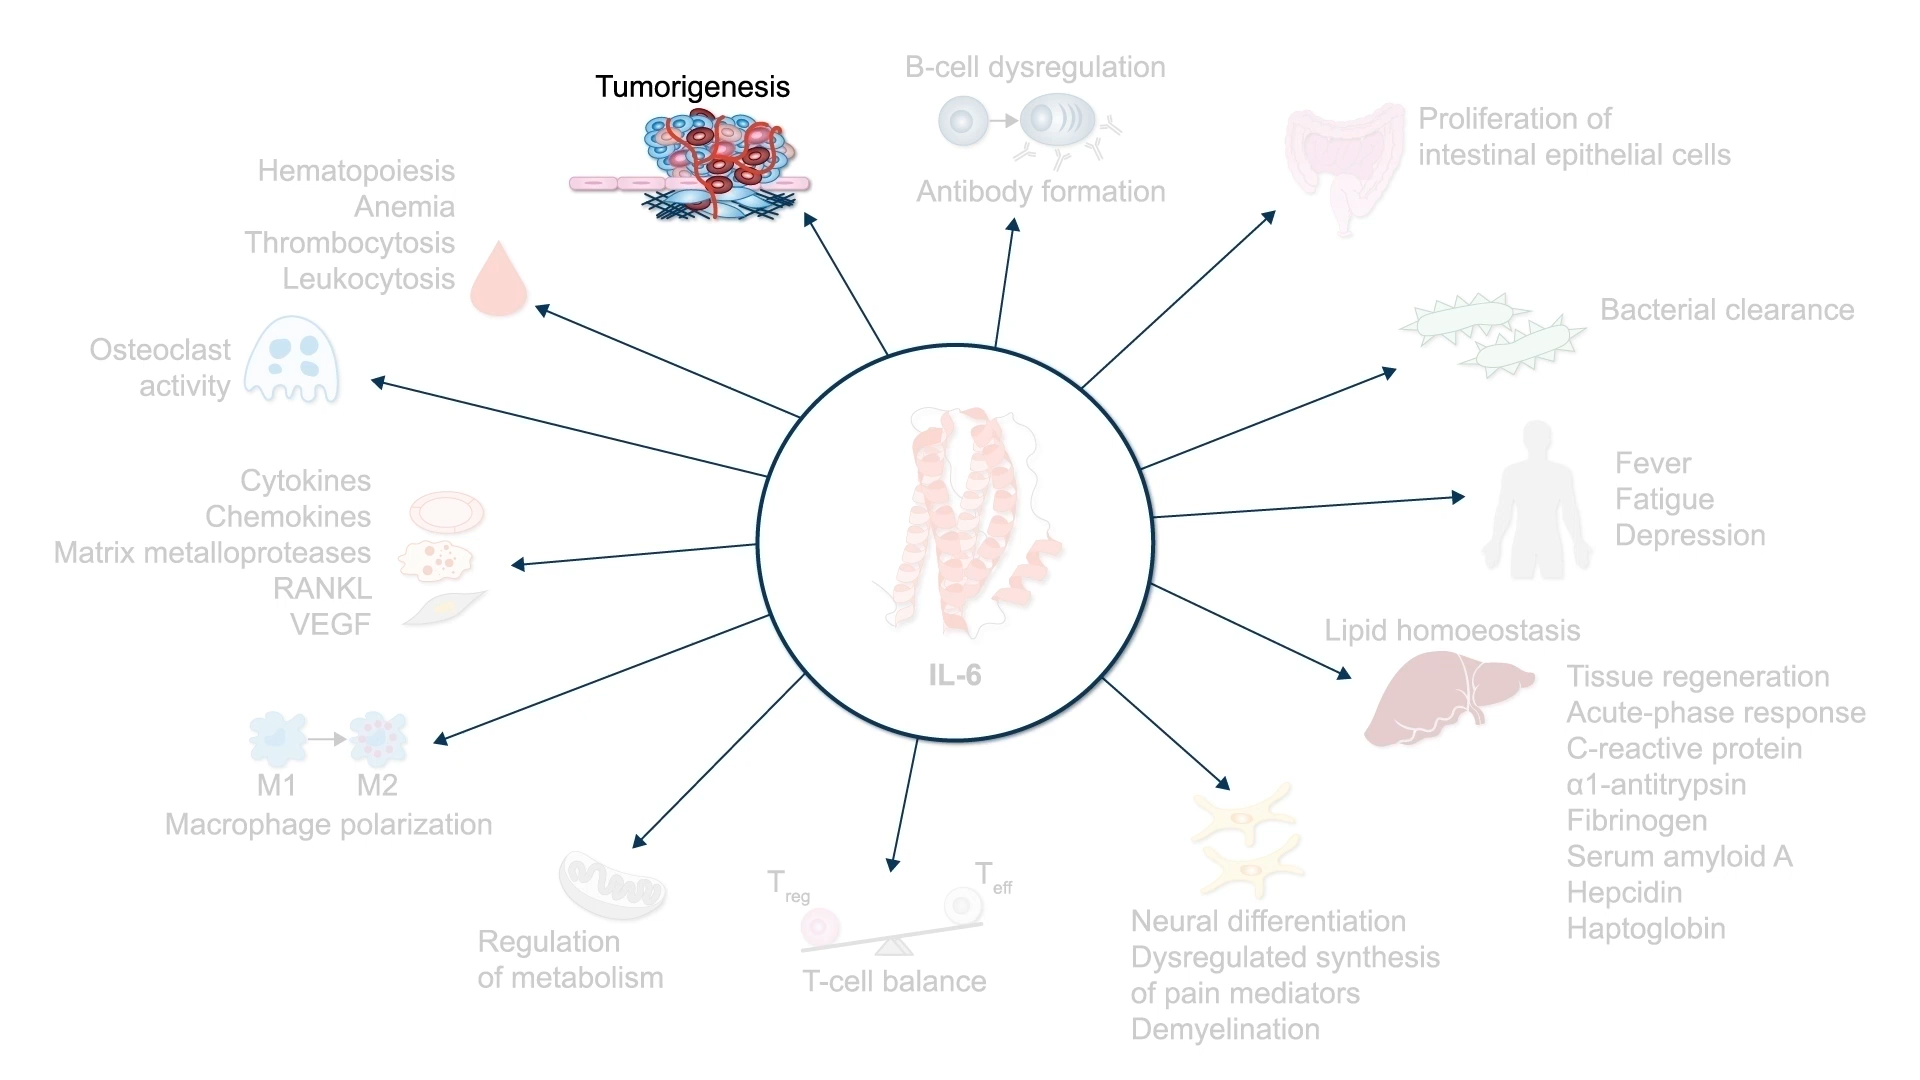 Tumorigenesis
B-cell dysregulation
Antibody formation
Proliferation of
intestinal epithelial cells
Bacterial clearance
Fever
Fatigue
Depression
Lipid homoeostasis
Tissue regeneration
Acute-phase response
C-reactive protein
α1-antitrypsin
Fibrinogen
Serum amyloid A
Hepcidin
Haptoglobin
Neural differentiation
Dysregulated synthesis
of pain mediators
Demyelination
Treg
Teff
T-cell balance
Regulation
of metabolism
M1
M2
Macrophage polarization
Cytokines
Chemokines
Matrix metalloproteases
RANKL
VEGF
Osteoclast
activity
Hematopoiesis
Anemia
Thrombocytosis
Leukocytosis
IL-6